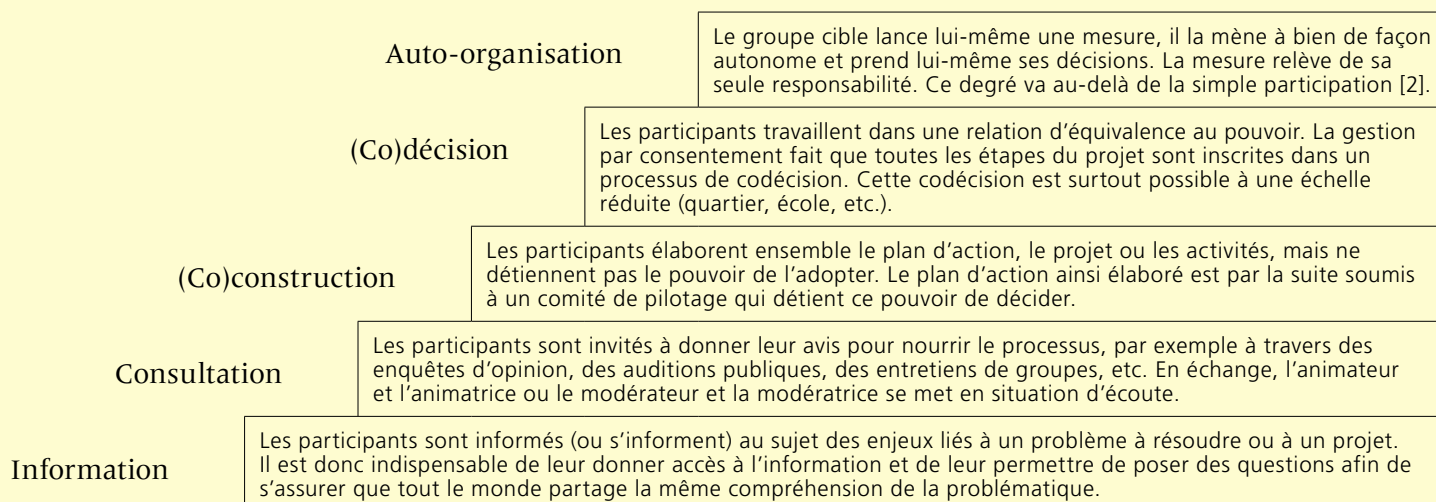 Auto-organisation
Le groupe cible lance lui-même une mesure, il la mène à bien de façon
autonome et prend lui-même ses décisions. La mesure relève de sa
seule responsabilité. Ce degré va au-delà de la simple participation [2].
(Co)décision
Les participants travaillent dans une relation d’équivalence au pouvoir. La gestion
par consentement fait que toutes les étapes du projet sont inscrites dans un
processus de codécision. Cette codécision est surtout possible à une échelle
réduite (quartier, école, etc.).
(Co)construction
Les participants élaborent ensemble le plan d’action, le projet ou les activités, mais ne
détiennent pas le pouvoir de l’adopter. Le plan d’action ainsi élaboré est par la suite soumis
à un comité de pilotage qui détient ce pouvoir de décider.
Consultation
Les participants sont invités à donner leur avis pour nourrir le processus, par exemple à travers des
enquêtes d’opinion, des auditions publiques, des entretiens de groupes, etc. En échange, l’animateur
et l’animatrice ou le modérateur et la modératrice se met en situation d’écoute.
Information
Les participants sont informés (ou s’informent) au sujet des enjeux liés à un problème à résoudre ou à un projet.
Il est donc indispensable de leur donner accès à l’information et de leur permettre de poser des questions afin de
s’assurer que tout le monde partage la même compréhension de la problématique.